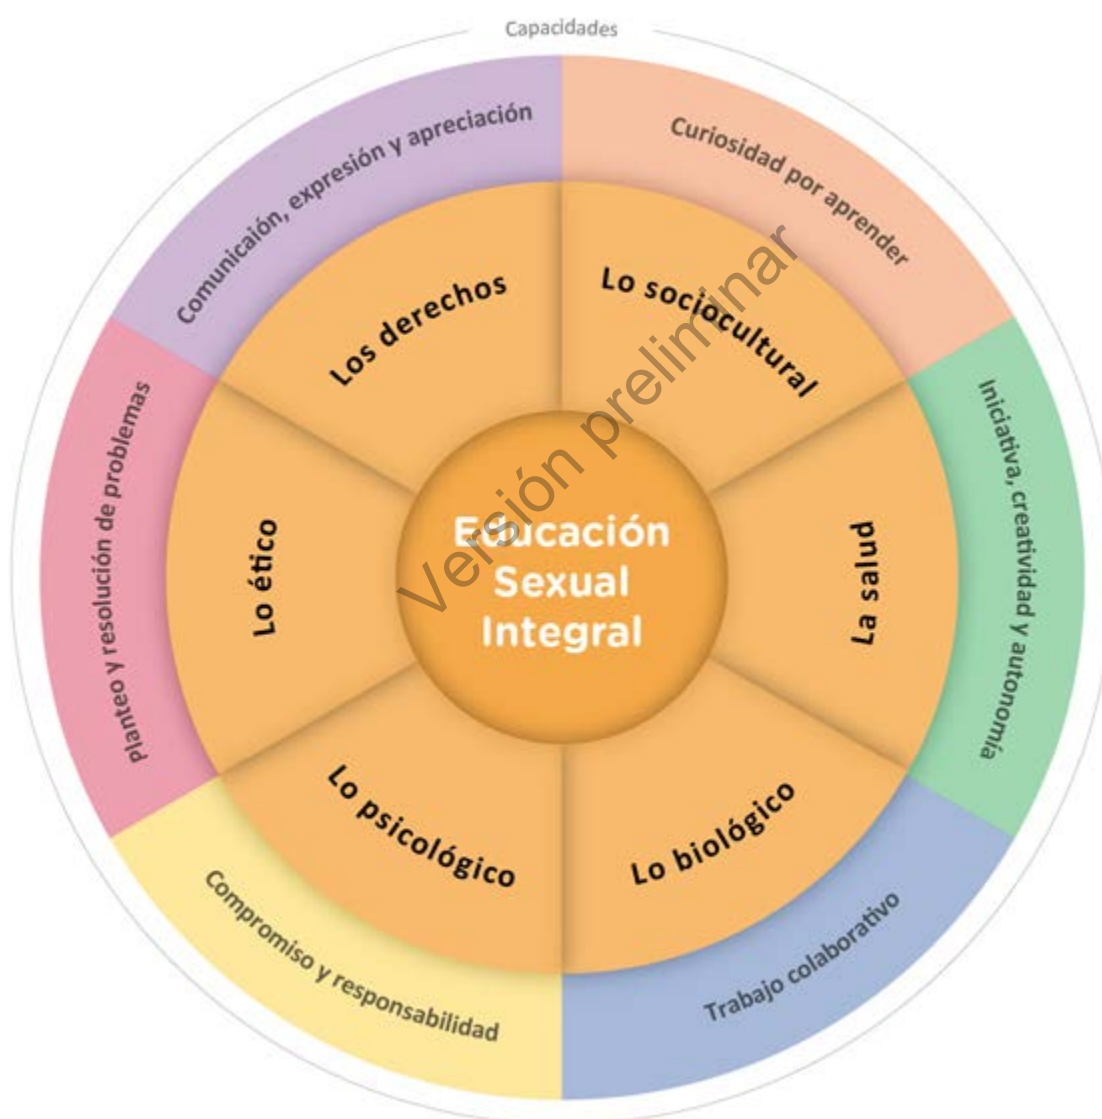 Capacidades
Comunicaión, expresión y apreciación
Curiosidad por aprender
Los derechos
Lo sociocultural
Planteo y resolución de problemas
Lo ético
Educación
Sexual
Integral
La salud
Iniciativa, creatividad y autonomía
Lo psicológico
Lo biológico
Compromiso y responsabilidad
Trabajo colaborativo
Versión preliminar